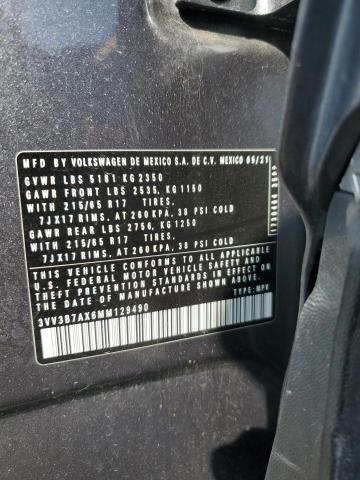 MFD BY VOLKSWAGEN DE MEXICO S.A. DE C.V. MEXICO 05/21
GVWR LBS 5181 KG 2350
GAWR FRONT LBS 2535, KG 1150
WITH 215/65 R17 TIRES,
7JX17 RIMS, AT 260 KPA, 38 PSI COLD
GAWR REAR LBS 2756, KG 1250
WITH 215/65 R17 TIRES,
7JX17 RIMS, AT 260 KPA, 38 PSI COLD
THIS VEHICLE CONFORMS TO ALL APPLICABLE
U.S. FEDERAL MOTOR VEHICLE SAFETY AND
THEFT PREVENTION STANDARDS IN EFFECT ON THE
DATE OF MANUFACTURE SHOWN ABOVE
TYPE: MPV
3VV3B7AX6MM129490